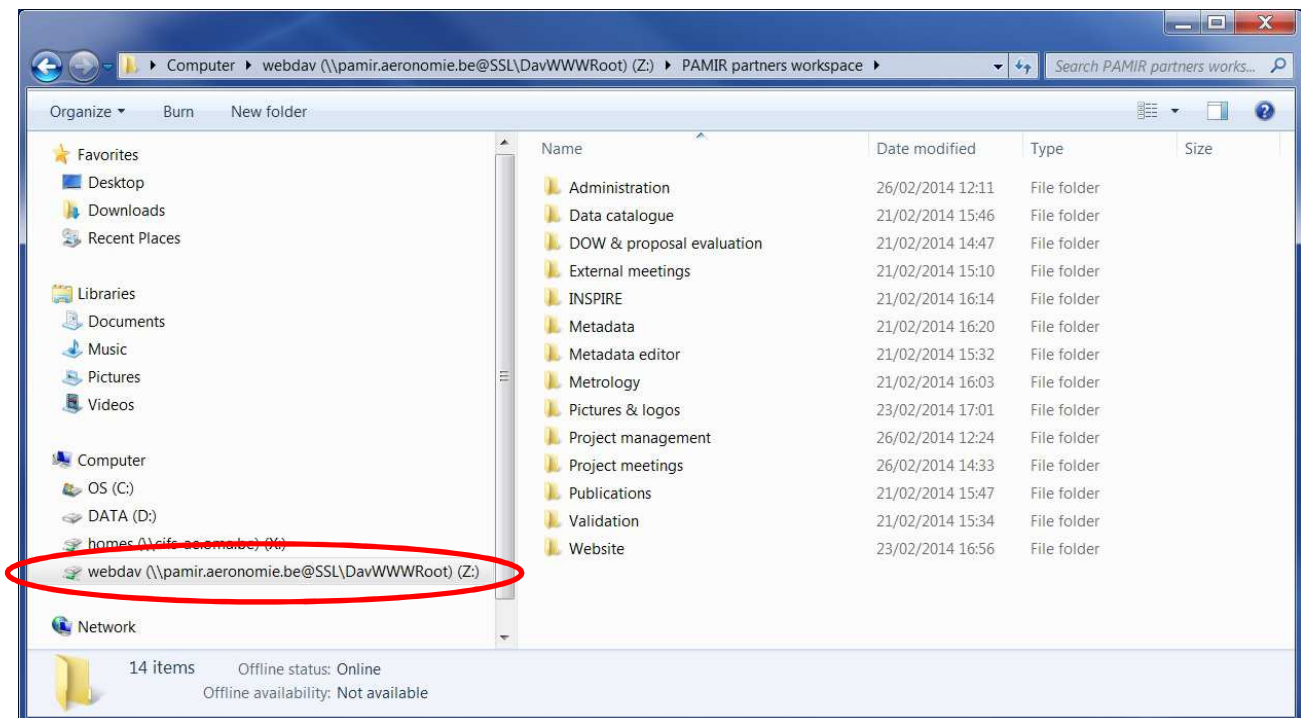 Computer webdav (\\pamir.aeronomie.be@SSL\DavWWWRoot) (Z:) PAMIR partners workspace Search PAMIR partners works...
Organize Burn New folder
Favorites
Desktop
Downloads
Recent Places
Libraries
Documents
Music
Pictures
Videos
Computer
OS (C:)
DATA (D:)
homes (\\cifs-ae.oma.be) (X:)
webdav (\\pamir.aeronomie.be@SSL\DavWWWRoot) (Z:)
Network
Name Date modified Type Size
Administration 26/02/2014 12:11 File folder
Data catalogue 21/02/2014 15:46 File folder
DOW & proposal evaluation 21/02/2014 14:47 File folder
External meetings 21/02/2014 15:10 File folder
INSPIRE 21/02/2014 16:14 File folder
Metadata 21/02/2014 16:20 File folder
Metadata editor 21/02/2014 15:32 File folder
Metrology 21/02/2014 16:03 File folder
Pictures & logos 23/02/2014 17:01 File folder
Project management 26/02/2014 12:24 File folder
Project meetings 26/02/2014 14:33 File folder
Publications 21/02/2014 15:47 File folder
Validation 21/02/2014 15:34 File folder
Website 23/02/2014 16:56 File folder
14 items Offline status: Online
Offline availability: Not available